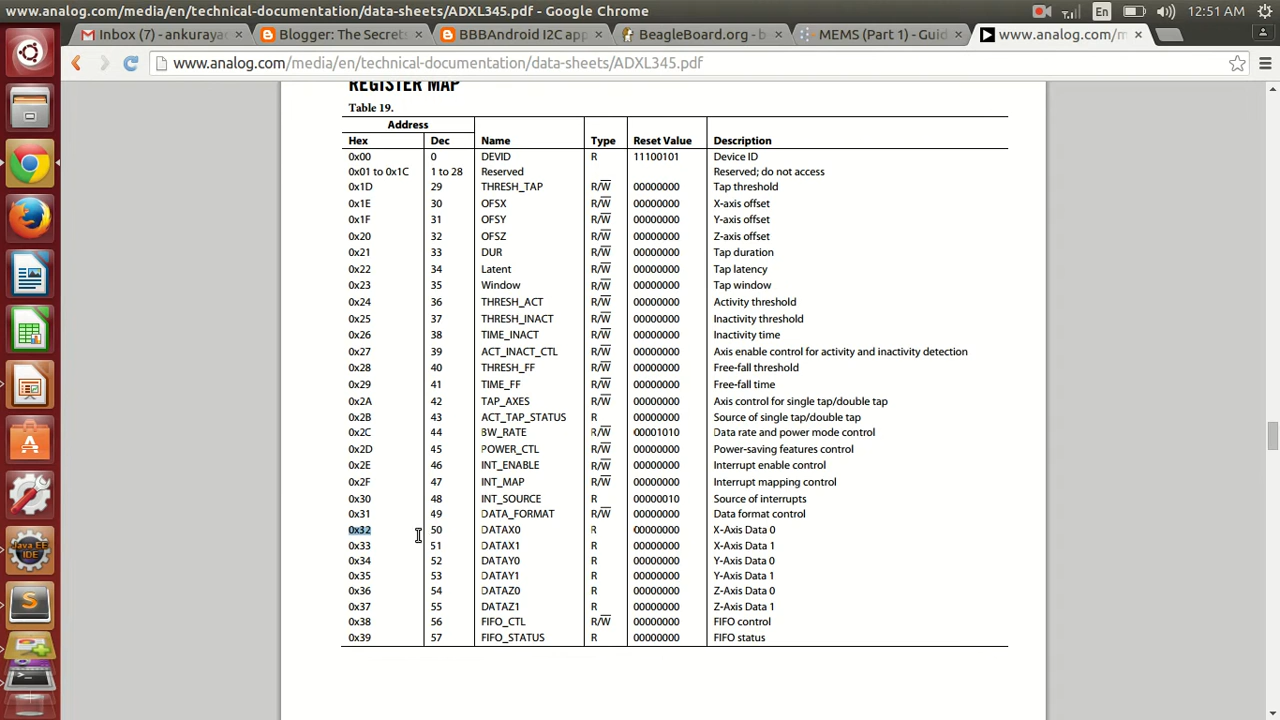 www.analog.com/media/en/technical-documentation/data-sheets/ADXL345.pdf - Google Chrome
En
12:51 AM
Inbox (7) - ankurayad
Blogger: The Secrets
BBBAndroid I2C app
BeagleBoard.org - b
MEMS (Part 1) - Guid
www.analog.com/m
www.analog.com/media/en/technical-documentation/data-sheets/ADXL345.pdf
REGISTER MAP
Table 19.
Address
Hex Dec Name Type Reset Value Description
0x00 0 DEVID R 11100101 Device ID
0x01 to 0x1C 1 to 28 Reserved Reserved; do not access
0x1D 29 THRESH_TAP R/W̅ 00000000 Tap threshold
0x1E 30 OFSX R/W̅ 00000000 X-axis offset
0x1F 31 OFSY R/W̅ 00000000 Y-axis offset
0x20 32 OFSZ R/W̅ 00000000 Z-axis offset
0x21 33 DUR R/W̅ 00000000 Tap duration
0x22 34 Latent R/W̅ 00000000 Tap latency
0x23 35 Window R/W̅ 00000000 Tap window
0x24 36 THRESH_ACT R/W̅ 00000000 Activity threshold
0x25 37 THRESH_INACT R/W̅ 00000000 Inactivity threshold
0x26 38 TIME_INACT R/W̅ 00000000 Inactivity time
0x27 39 ACT_INACT_CTL R/W̅ 00000000 Axis enable control for activity and inactivity detection
0x28 40 THRESH_FF R/W̅ 00000000 Free-fall threshold
0x29 41 TIME_FF R/W̅ 00000000 Free-fall time
0x2A 42 TAP_AXES R/W̅ 00000000 Axis control for single tap/double tap
0x2B 43 ACT_TAP_STATUS R 00000000 Source of single tap/double tap
0x2C 44 BW_RATE R/W̅ 00001010 Data rate and power mode control
0x2D 45 POWER_CTL R/W̅ 00000000 Power-saving features control
0x2E 46 INT_ENABLE R/W̅ 00000000 Interrupt enable control
0x2F 47 INT_MAP R/W̅ 00000000 Interrupt mapping control
0x30 48 INT_SOURCE R 00000010 Source of interrupts
0x31 49 DATA_FORMAT R/W̅ 00000000 Data format control
0x32 50 DATAX0 R 00000000 X-Axis Data 0
0x33 51 DATAX1 R 00000000 X-Axis Data 1
0x34 52 DATAY0 R 00000000 Y-Axis Data 0
0x35 53 DATAY1 R 00000000 Y-Axis Data 1
0x36 54 DATAZ0 R 00000000 Z-Axis Data 0
0x37 55 DATAZ1 R 00000000 Z-Axis Data 1
0x38 56 FIFO_CTL R/W̅ 00000000 FIFO control
0x39 57 FIFO_STATUS R 00000000 FIFO status
Java EE
IDE